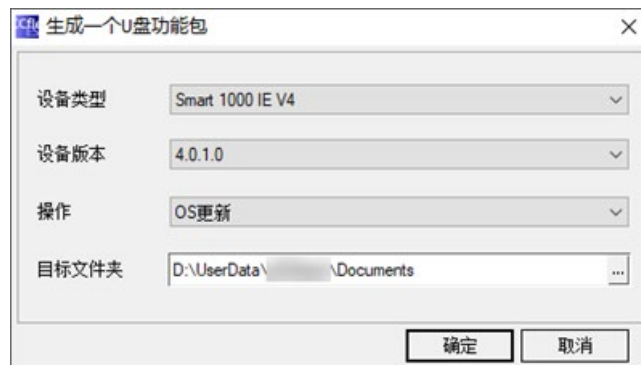 生成一个U盘功能包
设备类型 Smart 1000 IE V4
设备版本 4.0.1.0
操作 OS更新
目标文件夹 D:\UserData\ \Documents ...
确定 取消